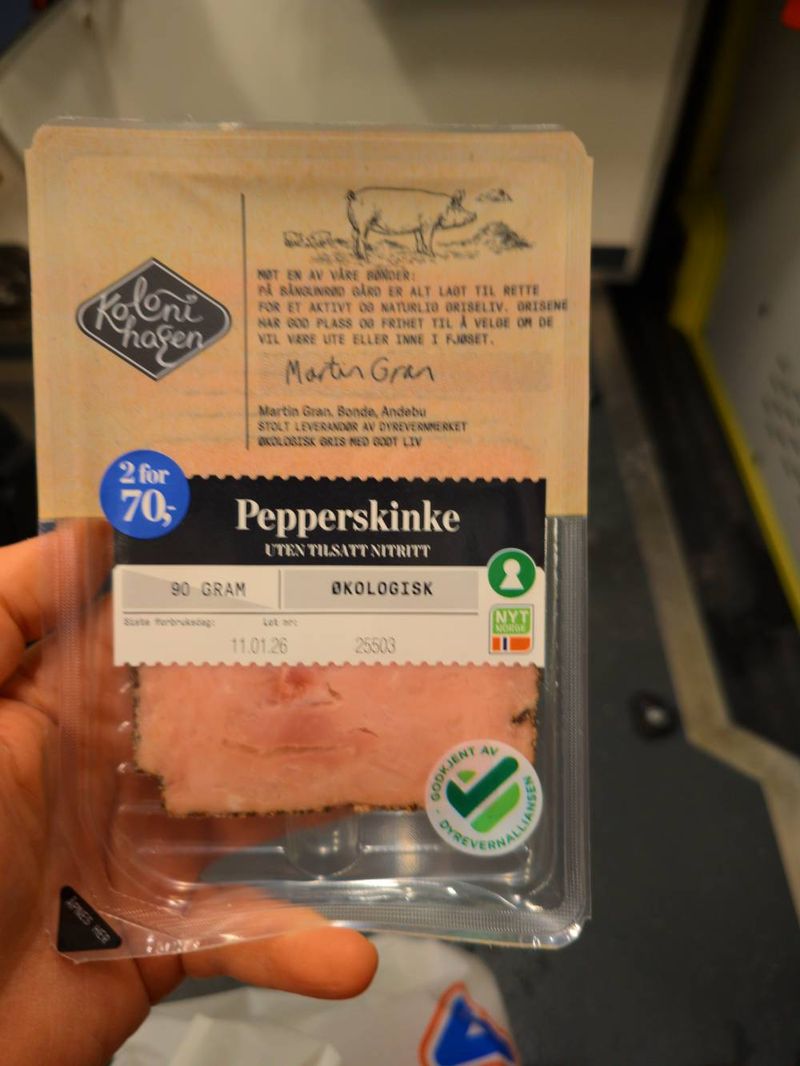 Koloni
hagen
MØT EN AV VÅRE BØNDER:
PÅ BÅNGUNRØD GÅRD ER ALT LAGT TIL RETTE
FOR ET AKTIVT OG NATURLIG GRISELIV. GRISENE
HAR GOD PLASS OG FRIHET TIL Å VELGE OM DE
VIL VÆRE UTE ELLER INNE I FJØSET.
Martin Gran
Martin Gran, Bonde, Andebu
STOLT LEVERANDØR AV DYREVERNMERKET
ØKOLOGISK GRIS MED GODT LIV
2 for
70,-
Pepperskinke
UTEN TILSATT NITRITT
90 GRAM
ØKOLOGISK
Siste forbruksdag:
Lot nr:
11.01.26
25503
NYT
NORGE
GODKJENT AV
DYREVERNALLIANSEN
ÅPNES HER